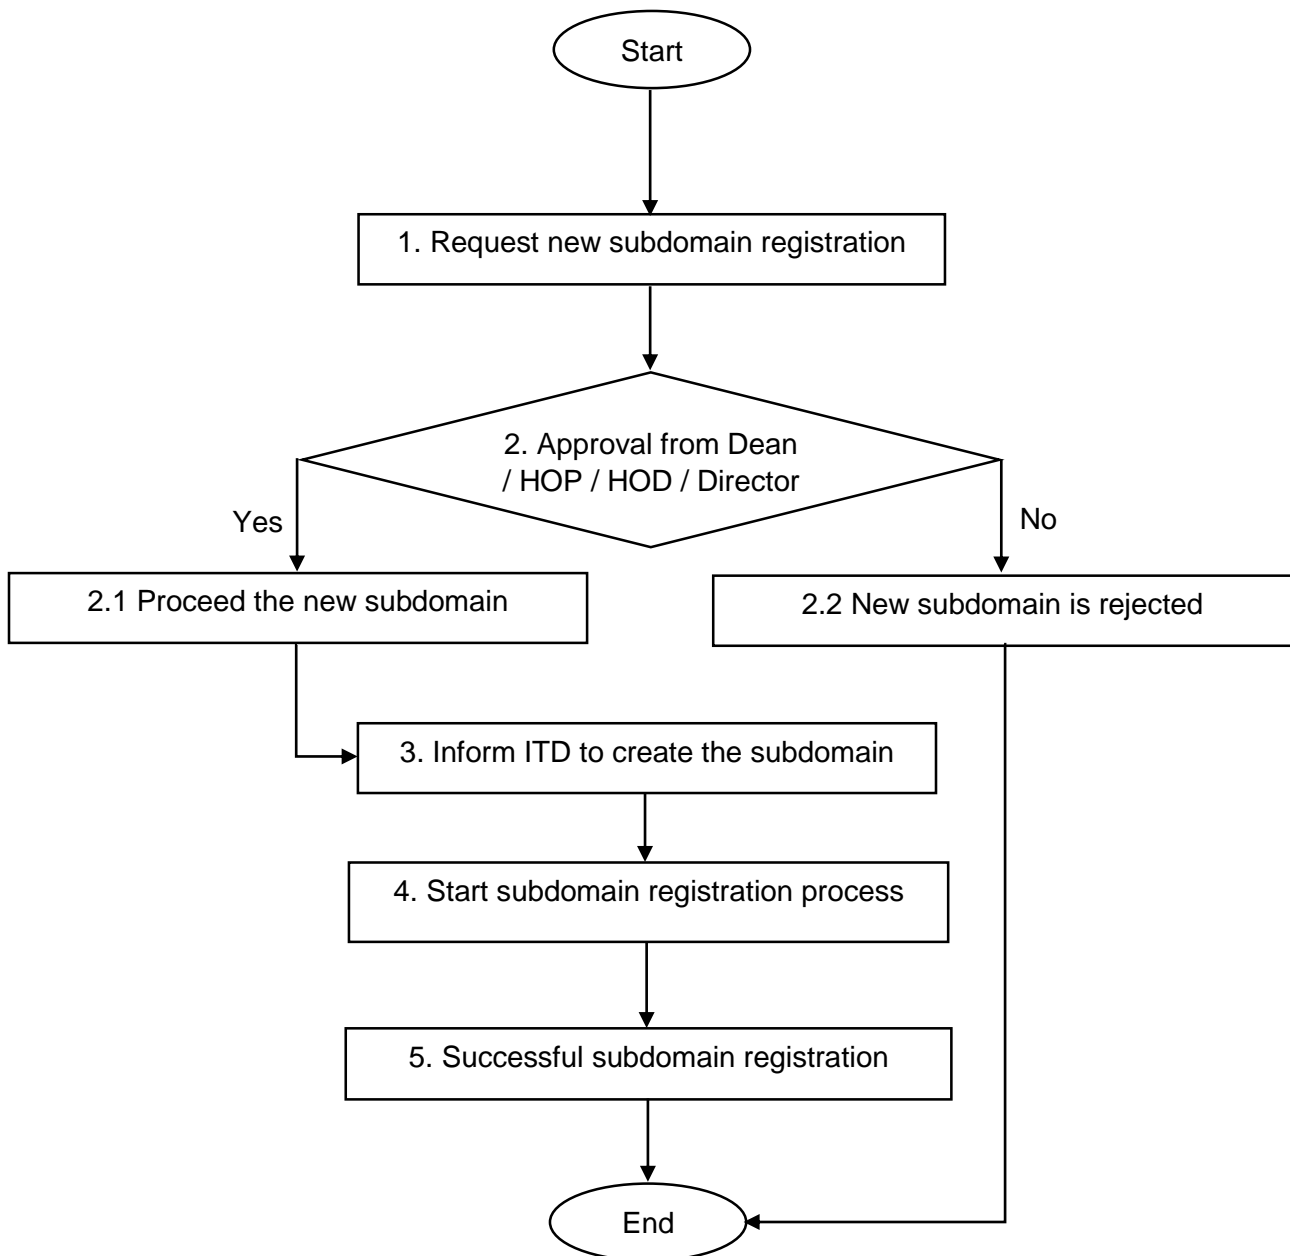 Start
1. Request new subdomain registration
2. Approval from Dean
/ HOP / HOD / Director
Yes
No
2.1 Proceed the new subdomain
2.2 New subdomain is rejected
3. Inform ITD to create the subdomain
4. Start subdomain registration process
5. Successful subdomain registration
End